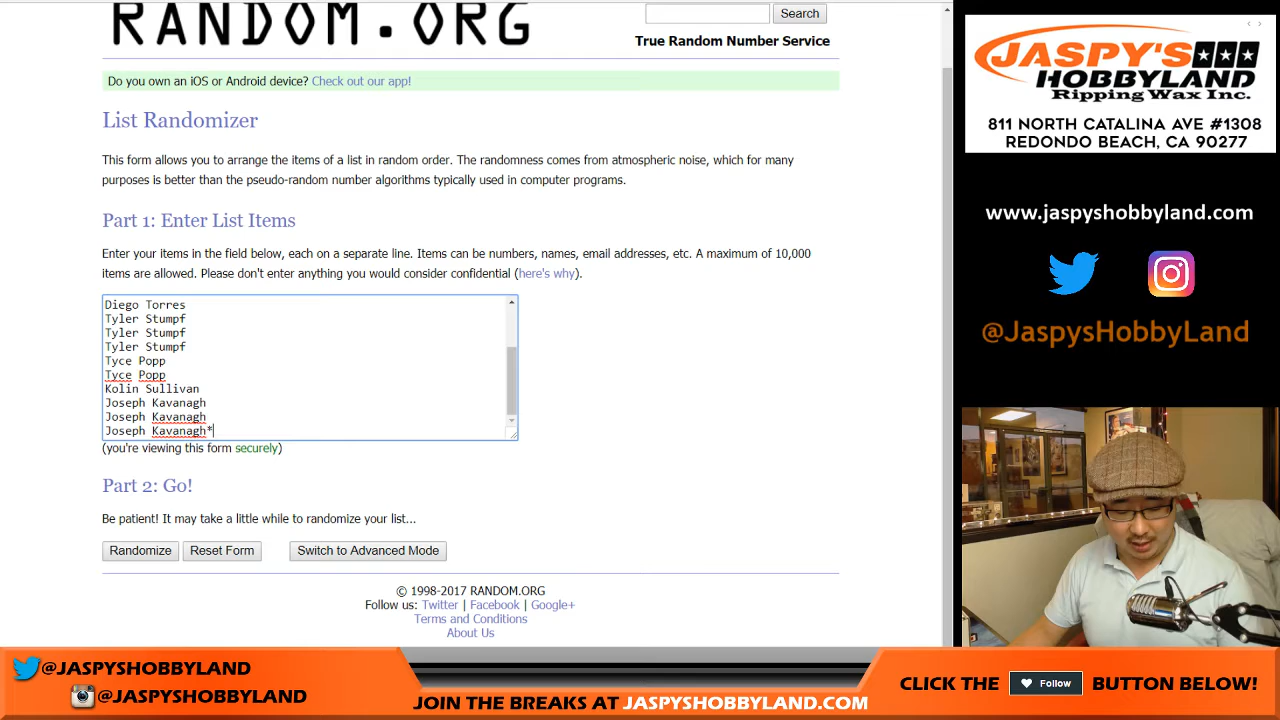 RANDOM.ORG
Search
True Random Number Service
Do you own an iOS or Android device? Check out our app!
List Randomizer
This form allows you to arrange the items of a list in random order. The randomness comes from atmospheric noise, which for many
purposes is better than the pseudo-random number algorithms typically used in computer programs.
Part 1: Enter List Items
Enter your items in the field below, each on a separate line. Items can be numbers, names, email addresses, etc. A maximum of 10,000
items are allowed. Please don't enter anything you would consider confidential (here's why).
Diego Torres
Tyler Stumpf
Tyler Stumpf
Tyler Stumpf
Tyce Popp
Tyce Popp
Kolin Sullivan
Joseph Kavanagh
Joseph Kavanagh
Joseph Kavanagh*
(you're viewing this form securely)
Part 2: Go!
Be patient! It may take a little while to randomize your list...
Randomize
Reset Form
Switch to Advanced Mode
© 1998-2017 RANDOM.ORG
Follow us: Twitter | Facebook | Google+
Terms and Conditions
About Us
JASPY'S
HOBBYLAND
Ripping Wax Inc.
811 NORTH CATALINA AVE #1308
REDONDO BEACH, CA 90277
www.jaspyshobbyland.com
@JaspysHobbyLand
@JASPYSHOBBYLAND
@JASPYSHOBBYLAND
JOIN THE BREAKS AT JASPYSHOBBYLAND.COM
CLICK THE Follow BUTTON BELOW!